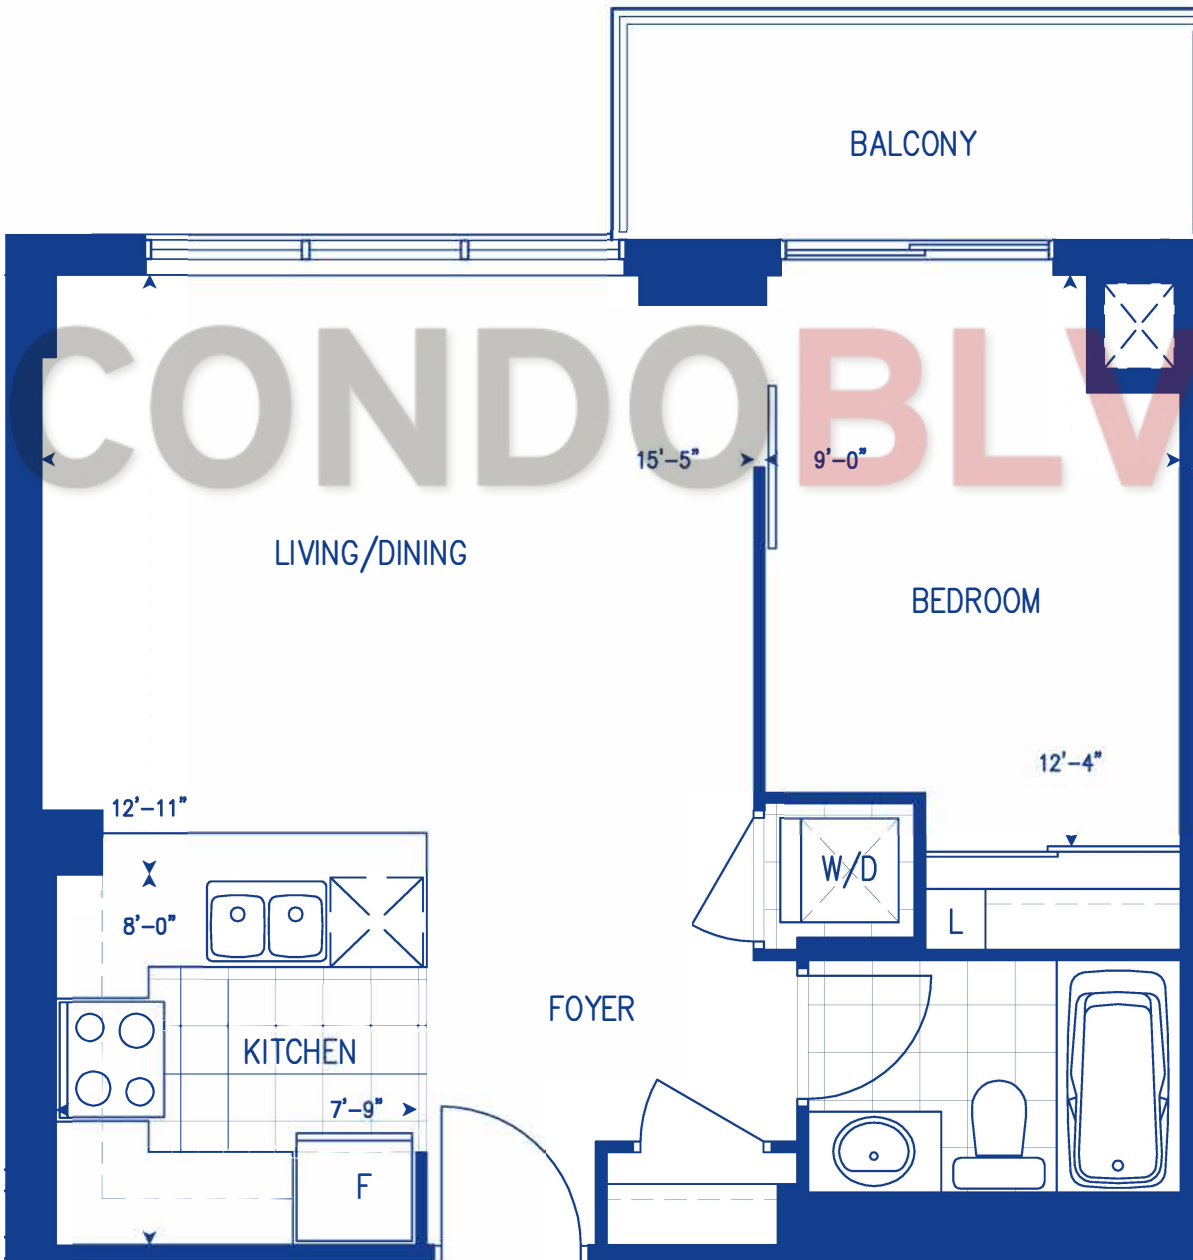 BALCONY
CONDOBLV
15'-5"
9'-0"
LIVING/DINING
BEDROOM
12'-4"
12'-11"
W/D
8'-0"
L
FOYER
KITCHEN
7'-9"
F